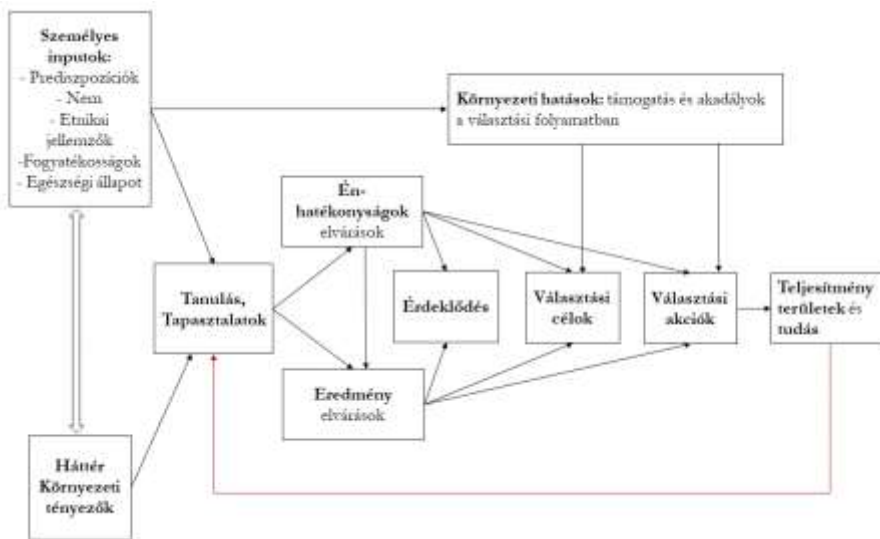 Személyes
inputok:
- Prediszpozíciók
- Nem
- Etnikai
jellemzők
-Fogyatékosságok
- Egészségi állapot
Környezeti hatások: támogatás és akadályok
a választási folyamatban
Én-
hatékonyságok
elvárások
Tanulás,
Tapasztalatok
Érdeklődés
Választási
célok
Választási
akciók
Teljesítmény
területek és
tudás
Eredmény
elvárások
Háttér
Környezeti
tényezők